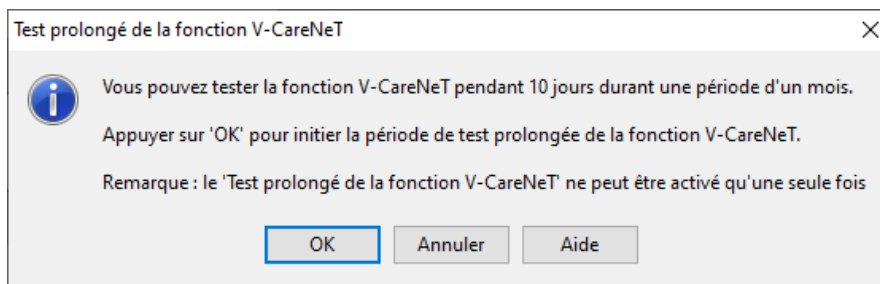 Test prolongé de la fonction V-CareNeT
Vous pouvez tester la fonction V-CareNeT pendant 10 jours durant une période d'un mois.
Appuyer sur 'OK' pour initier la période de test prolongée de la fonction V-CareNeT.
Remarque : le 'Test prolongé de la fonction V-CareNeT' ne peut être activé qu'une seule fois
OK Annuler Aide